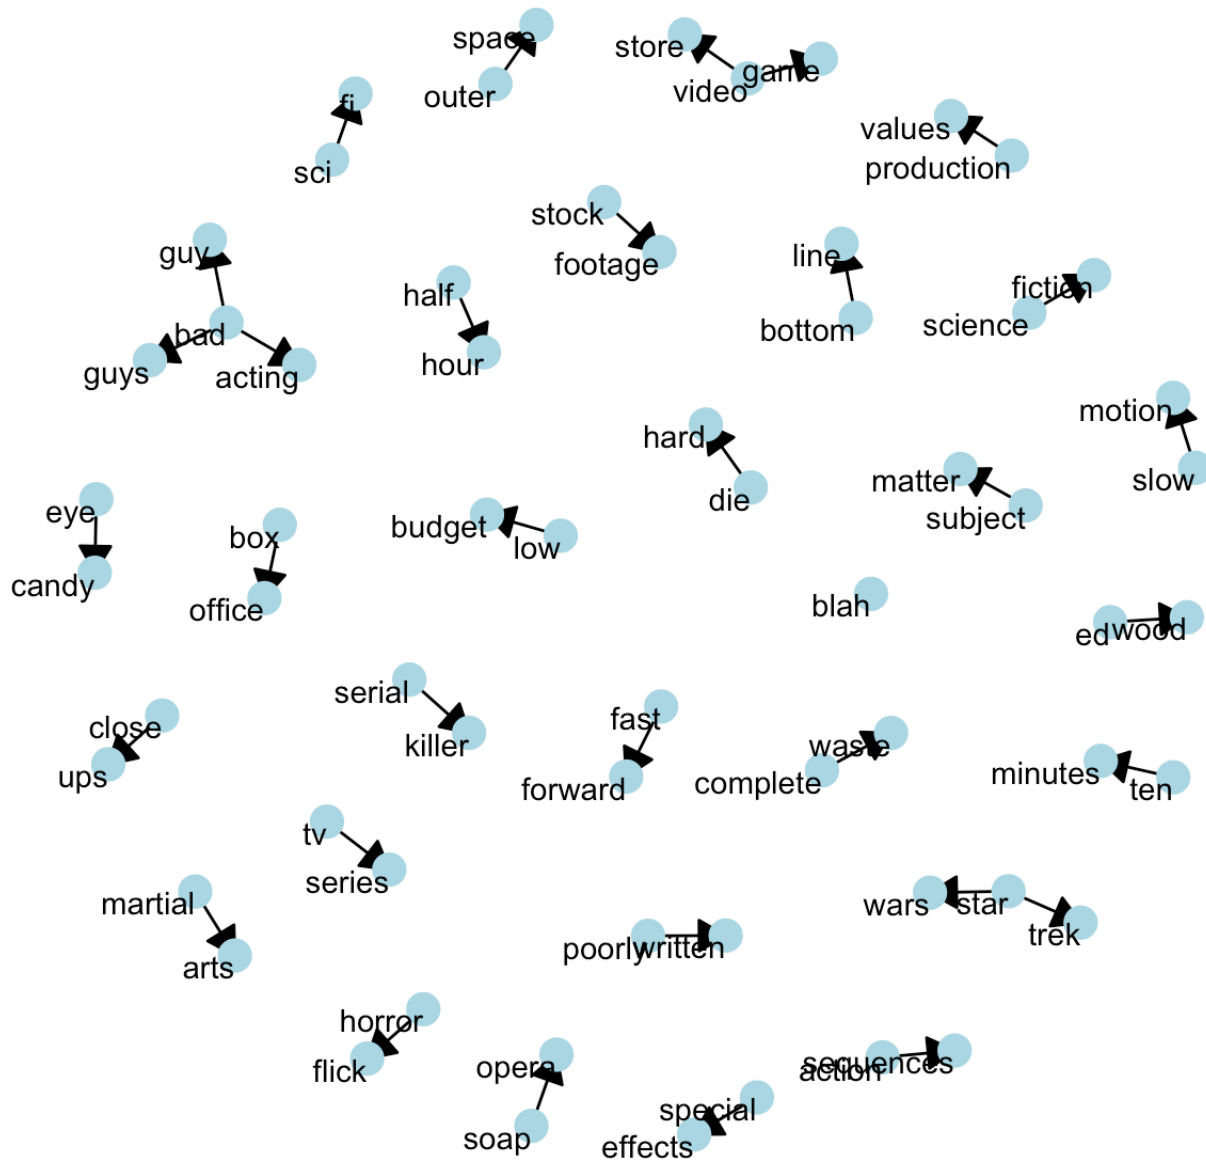 space
outer
store
video
game
fi
sci
values
production
stock
footage
guy
bad
guys
acting
half
hour
line
bottom
fiction
science
motion
slow
hard
die
matter
subject
eye
candy
box
office
budget
low
blah
ed
wood
close
ups
serial
killer
fast
forward
waste
complete
minutes
ten
tv
series
martial
arts
wars
star
trek
poorly
written
horror
flick
opera
soap
sequences
action
special
effects